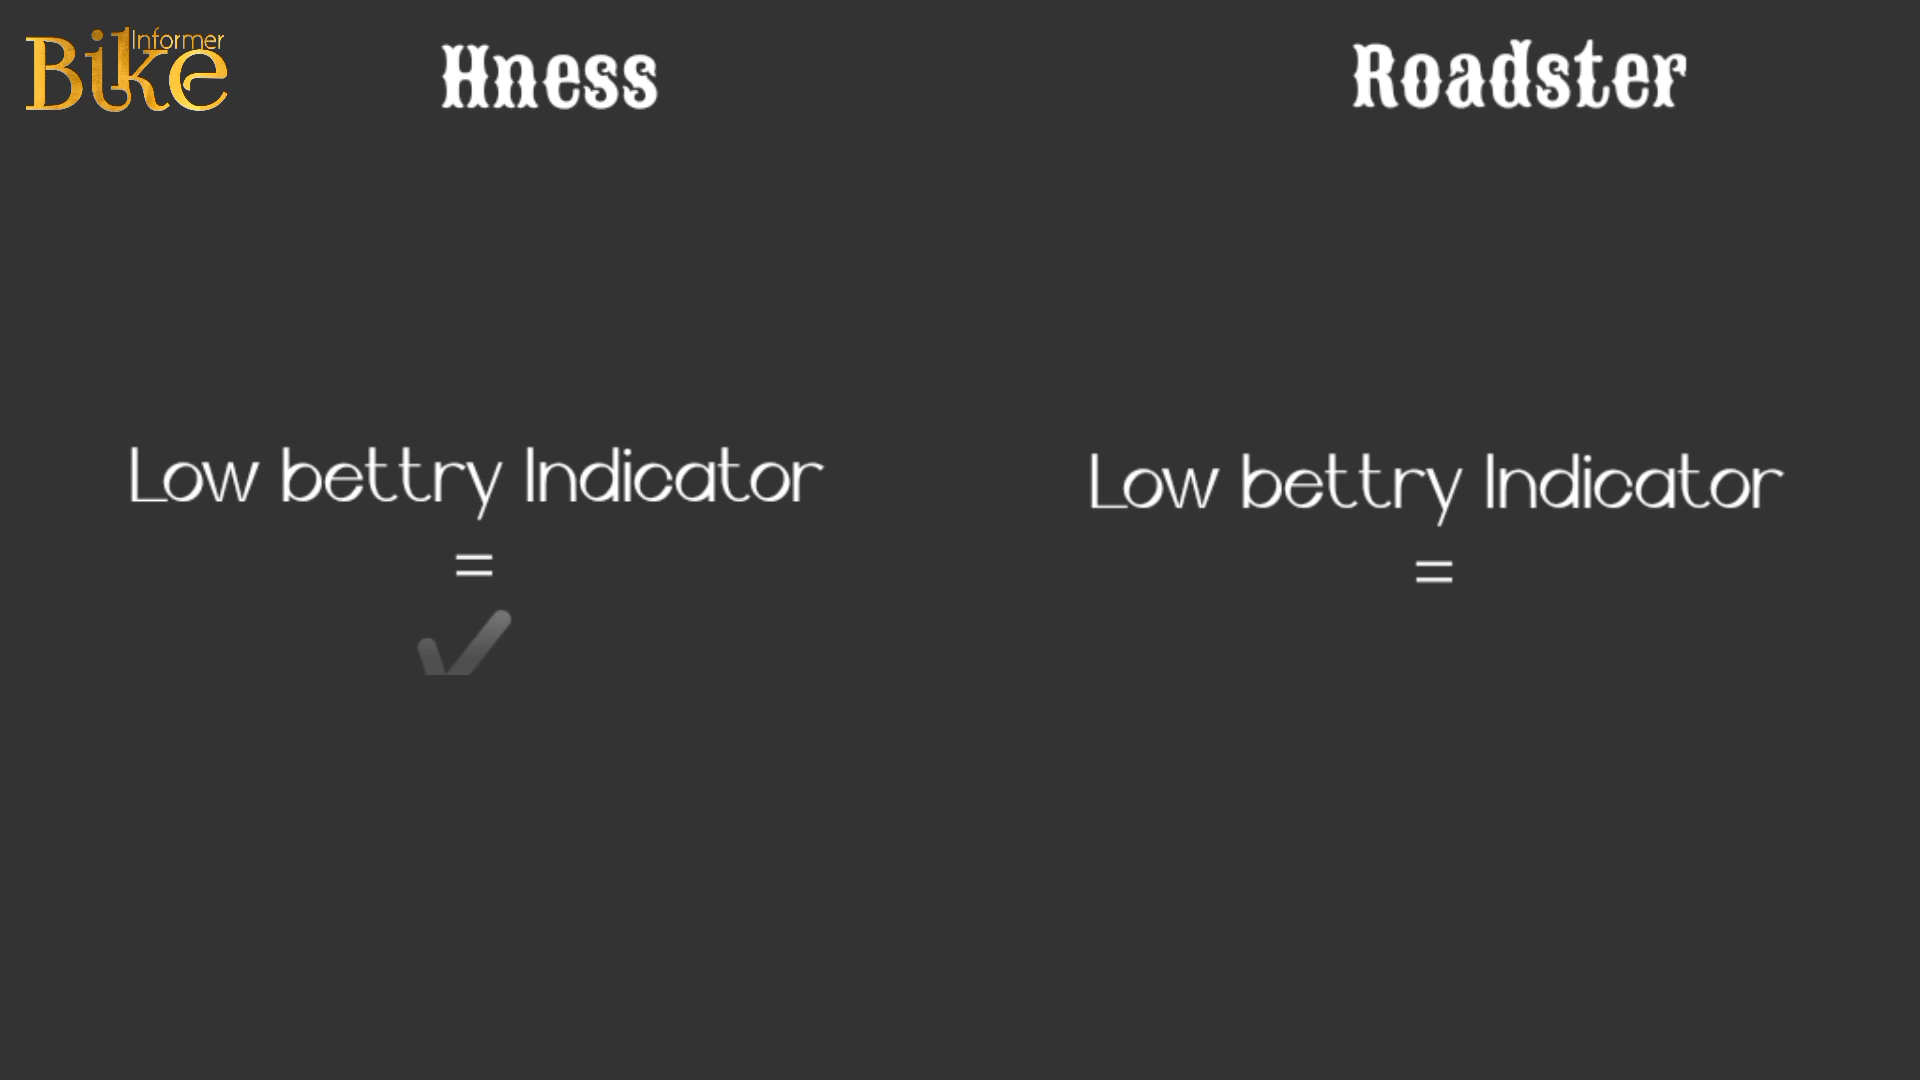 Bike Informer
Hness
Roadster
Low bettry Indicator
=
Low bettry Indicator
=